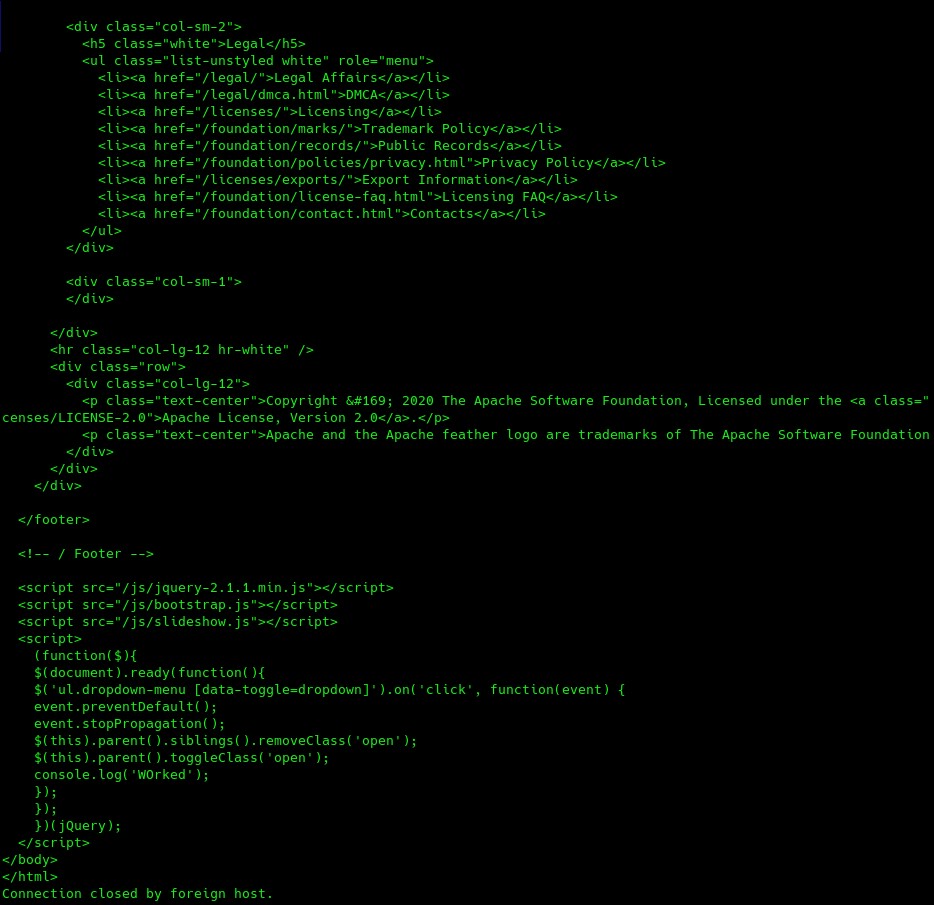 <div class="col-sm-2">
<h5 class="white">Legal</h5>
<ul class="list-unstyled white" role="menu">
<li><a href="/legal/">Legal Affairs</a></li>
<li><a href="/legal/dmca.html">DMCA</a></li>
<li><a href="/licenses/">Licensing</a></li>
<li><a href="/foundation/marks/">Trademark Policy</a></li>
<li><a href="/foundation/records/">Public Records</a></li>
<li><a href="/foundation/policies/privacy.html">Privacy Policy</a></li>
<li><a href="/licenses/exports/">Export Information</a></li>
<li><a href="/foundation/license-faq.html">Licensing FAQ</a></li>
<li><a href="/foundation/contact.html">Contacts</a></li>
</ul>
</div>
<div class="col-sm-1">
</div>
</div>
<hr class="col-lg-12 hr-white" />
<div class="row">
<div class="col-lg-12">
<p class="text-center">Copyright &#169; 2020 The Apache Software Foundation, Licensed under the <a class="
censes/LICENSE-2.0">Apache License, Version 2.0</a>.</p>
<p class="text-center">Apache and the Apache feather logo are trademarks of The Apache Software Foundation
</div>
</div>
</div>
</footer>
<!-- / Footer -->
<script src="/js/jquery-2.1.1.min.js"></script>
<script src="/js/bootstrap.js"></script>
<script src="/js/slideshow.js"></script>
<script>
(function($){
$(document).ready(function(){
$('ul.dropdown-menu [data-toggle=dropdown]').on('click', function(event) {
event.preventDefault();
event.stopPropagation();
$(this).parent().siblings().removeClass('open');
$(this).parent().toggleClass('open');
console.log('WOrked');
});
});
})(jQuery);
</script>
</body>
</html>
Connection closed by foreign host.